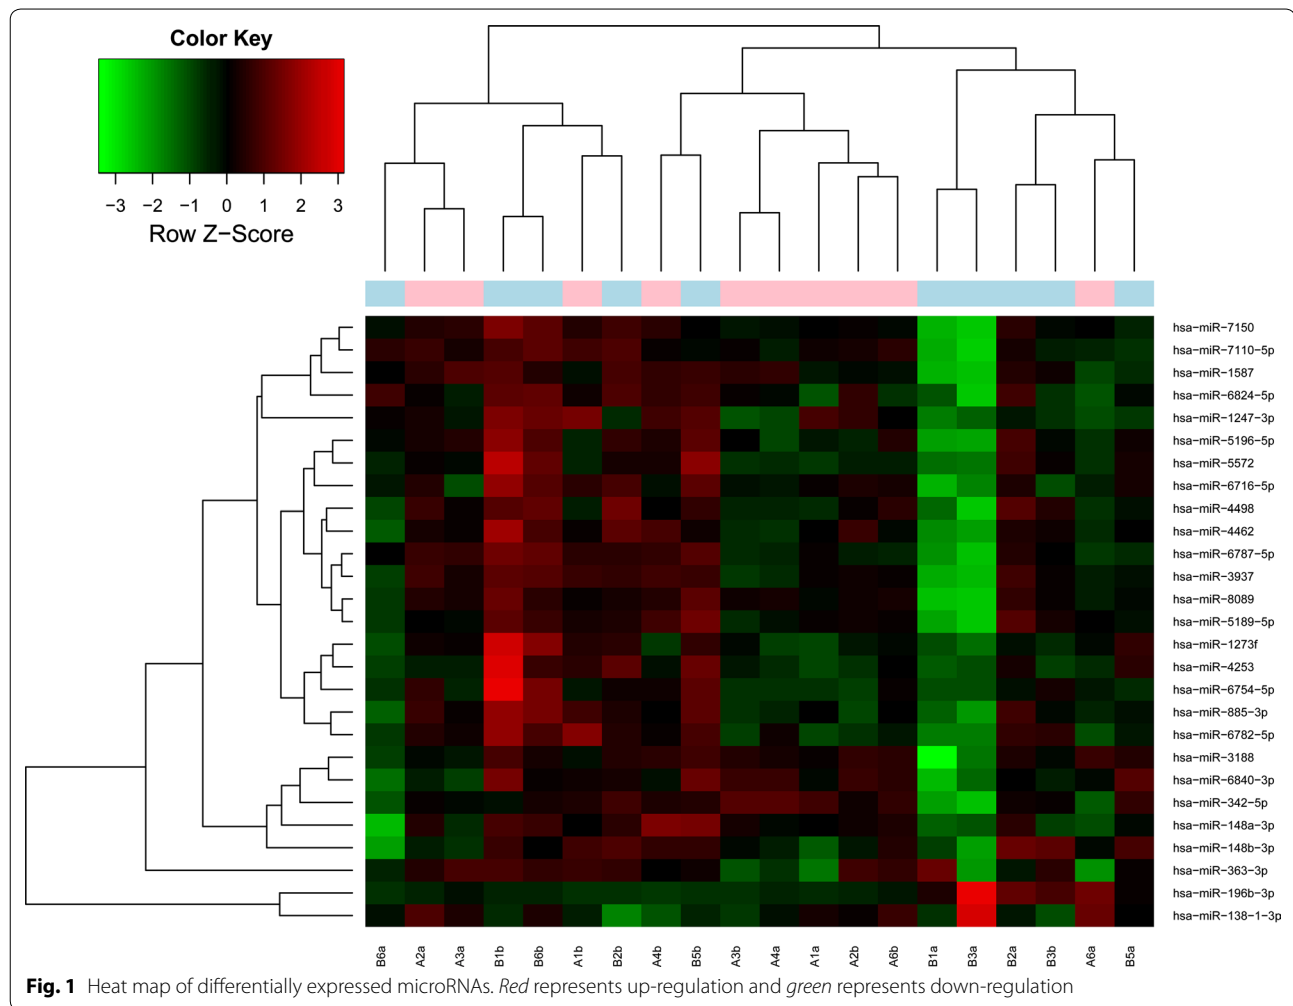 Color Key
−3 −2 −1 0 1 2 3
Row Z−Score
hsa−miR−7150
hsa−miR−7110−5p
hsa−miR−1587
hsa−miR−6824−5p
hsa−miR−1247−3p
hsa−miR−5196−5p
hsa−miR−5572
hsa−miR−6716−5p
hsa−miR−4498
hsa−miR−4462
hsa−miR−6787−5p
hsa−miR−3937
hsa−miR−8089
hsa−miR−5189−5p
hsa−miR−1273f
hsa−miR−4253
hsa−miR−6754−5p
hsa−miR−885−3p
hsa−miR−6782−5p
hsa−miR−3188
hsa−miR−6840−3p
hsa−miR−342−5p
hsa−miR−148a−3p
hsa−miR−148b−3p
hsa−miR−363−3p
hsa−miR−196b−3p
hsa−miR−138−1−3p
B6a A2a A3a B1b B6b A1b B2b A4b B5b A3b A4a A1a A2b A6b B1a B3a B2a B3b A6a B5a
Fig. 1 Heat map of differentially expressed microRNAs. Red represents up-regulation and green represents down-regulation